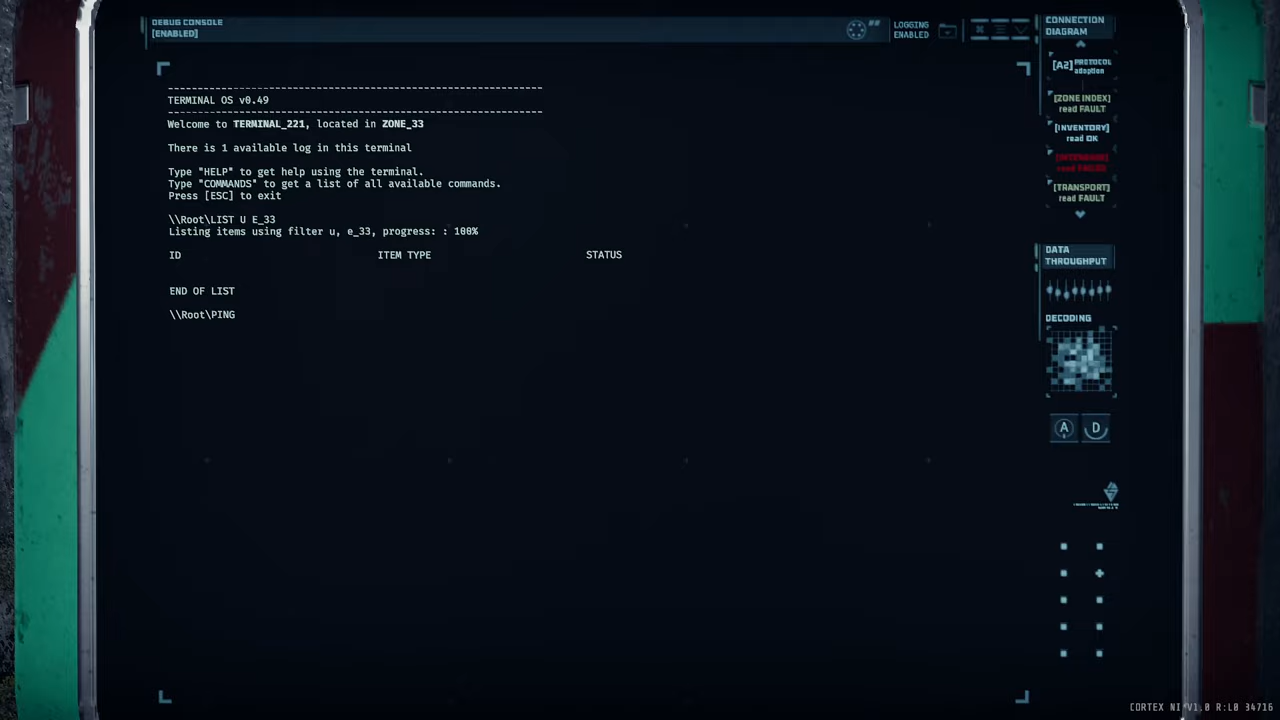 DEBUG CONSOLE
[ENABLED]
LOGGING
ENABLED
CONNECTION
DIAGRAM
[A2] PROTOCOL
adaption
[ZONE INDEX]
read FAULT
[INVENTORY]
read OK
read FAILED
[TRANSPORT]
read FAULT
DATA
THROUGHPUT
DECODING
A D
--------------------------------------------------------------
TERMINAL OS v0.49
--------------------------------------------------------------
Welcome to TERMINAL_221, located in ZONE_33
There is 1 available log in this terminal
Type "HELP" to get help using the terminal.
Type "COMMANDS" to get a list of all available commands.
Press [ESC] to exit
\\Root\LIST U E_33
Listing items using filter u, e_33, progress: : 100%
ID ITEM TYPE STATUS
END OF LIST
\\Root\PING
CORTEX NI V1.0 R:L0 34716